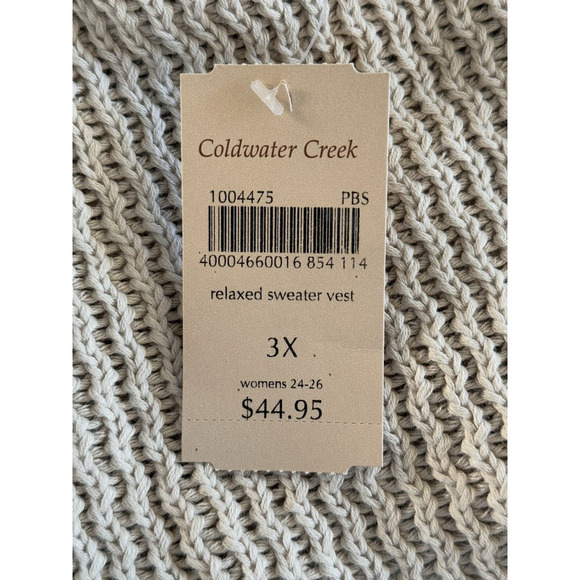 Coldwater Creek
1004475 PBS
40004660016 854 114
relaxed sweater vest
3X
womens 24-26
$44.95